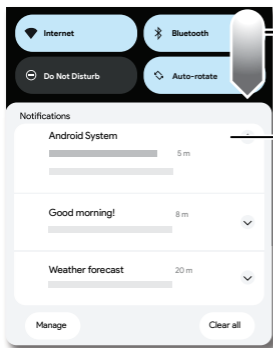 Internet
Bluetooth
Do Not Disturb
Auto-rotate
Notifications
Android System
5 m
Good morning!
8 m
Weather forecast
20 m
Manage
Clear all